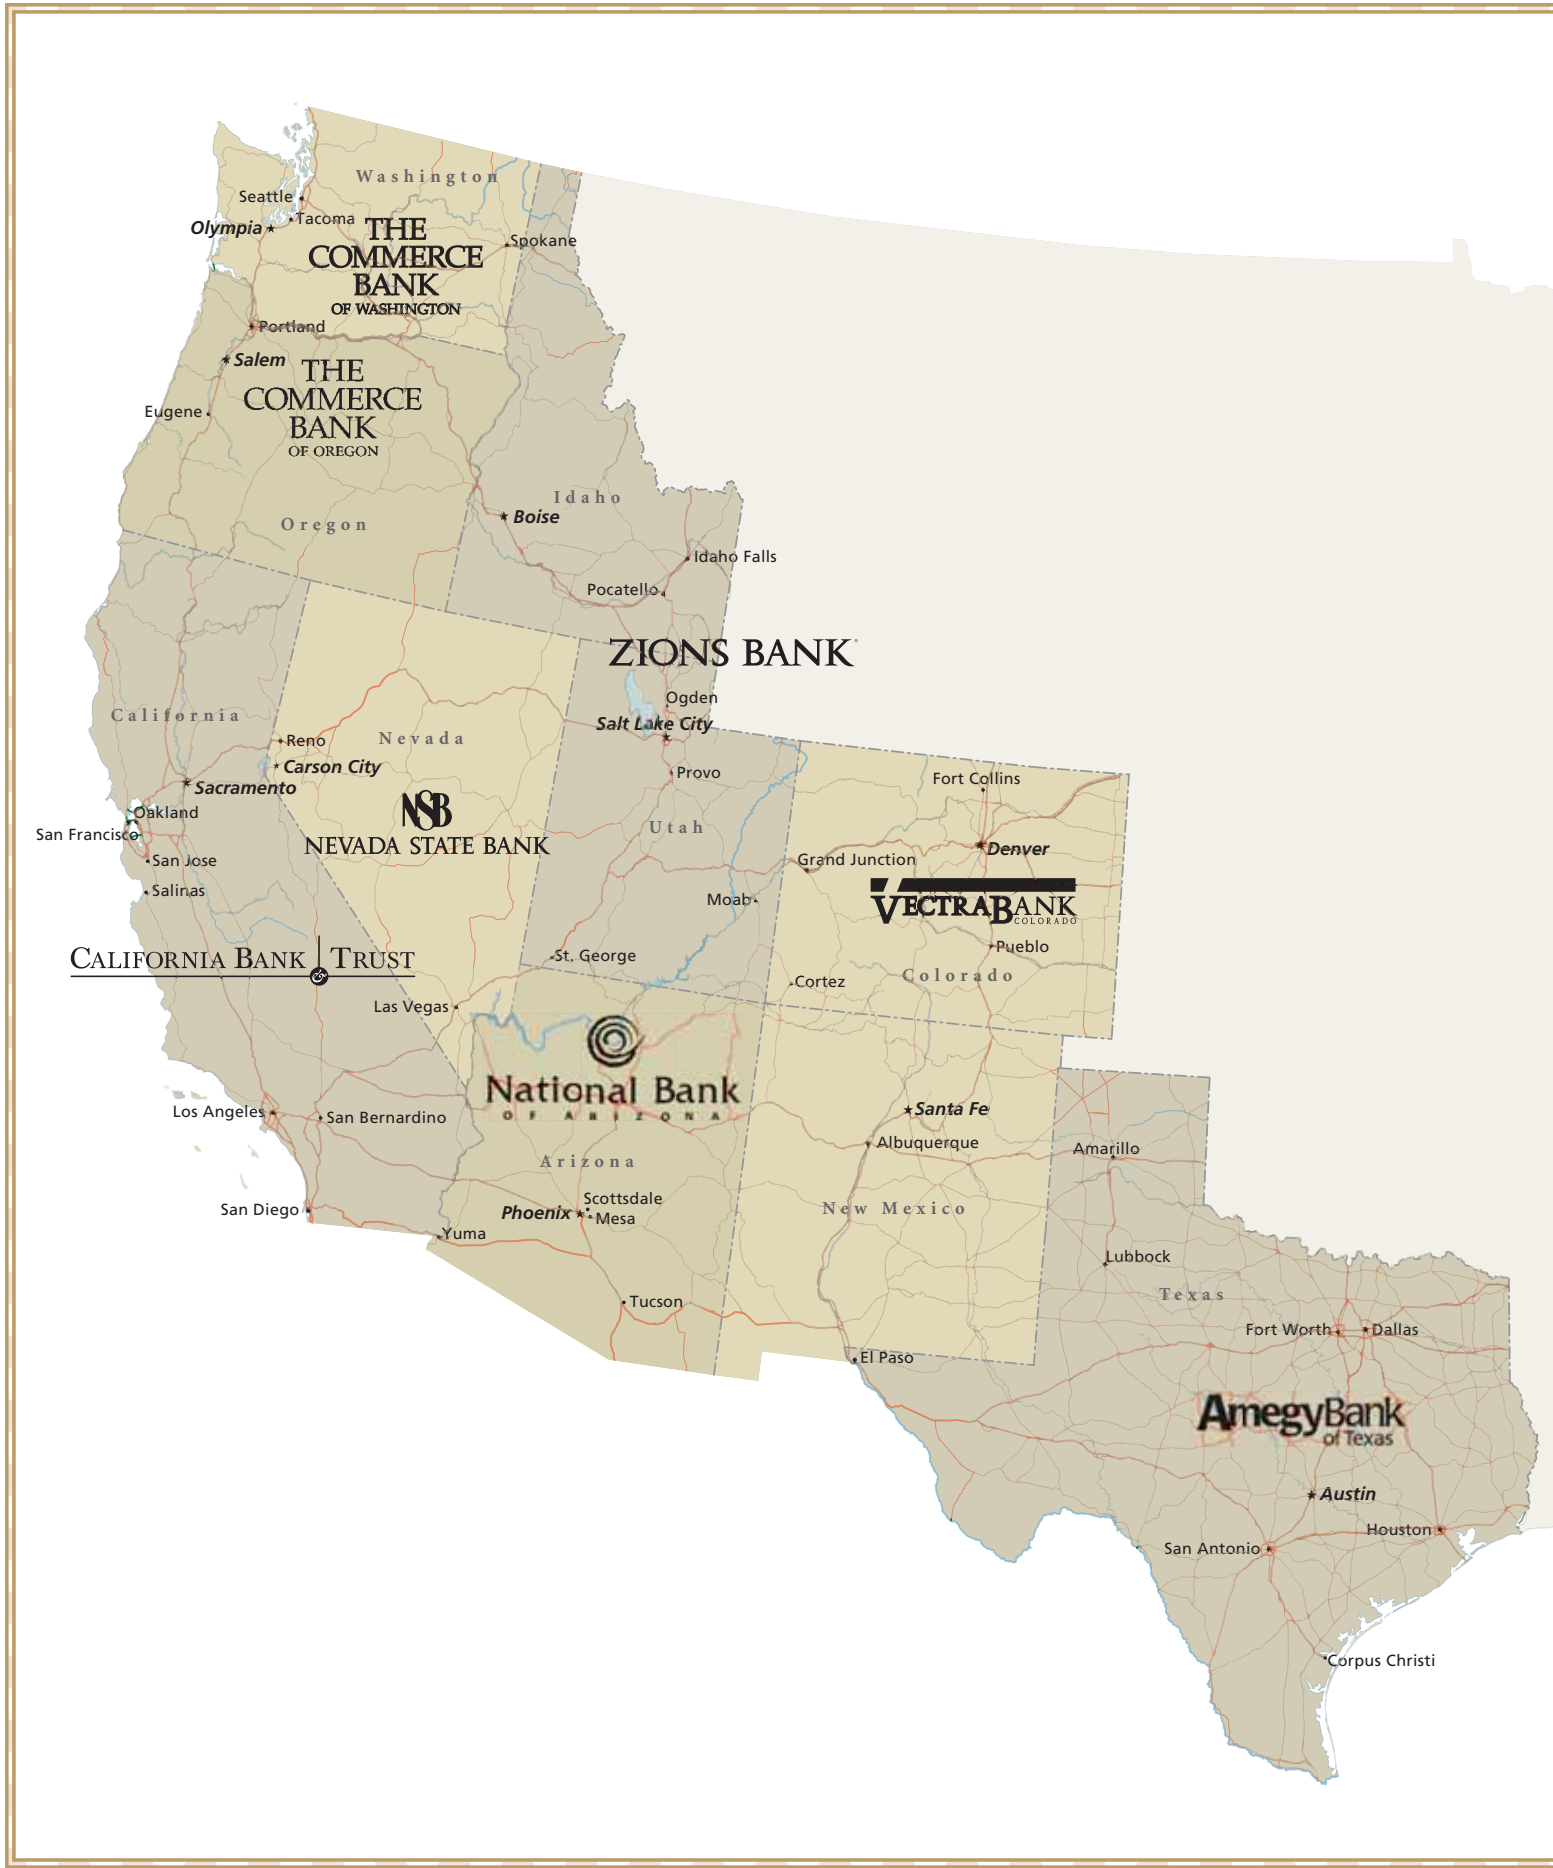 Washington
Seattle
Tacoma
Olympia
THE
COMMERCE
BANK
OF WASHINGTON
Spokane
Portland
Salem
THE
COMMERCE
BANK
OF OREGON
Eugene
Oregon
Idaho
Boise
Idaho Falls
Pocatello
ZIONS BANK
Ogden
Salt Lake City
California
Reno
Nevada
Carson City
Sacramento
Provo
Fort Collins
Oakland
San Francisco
NSB
NEVADA STATE BANK
Utah
Denver
Grand Junction
San Jose
Salinas
Moab
VECTRABANK
COLORADO
Pueblo
CALIFORNIA BANK & TRUST
St. George
Colorado
Cortez
Las Vegas
National Bank
OF ARIZONA
Los Angeles
San Bernardino
Santa Fe
Albuquerque
Amarillo
Arizona
Scottsdale
Phoenix
Mesa
New Mexico
San Diego
Yuma
Lubbock
Texas
Tucson
Fort Worth
Dallas
El Paso
AmegyBank
of Texas
Austin
Houston
San Antonio
Corpus Christi